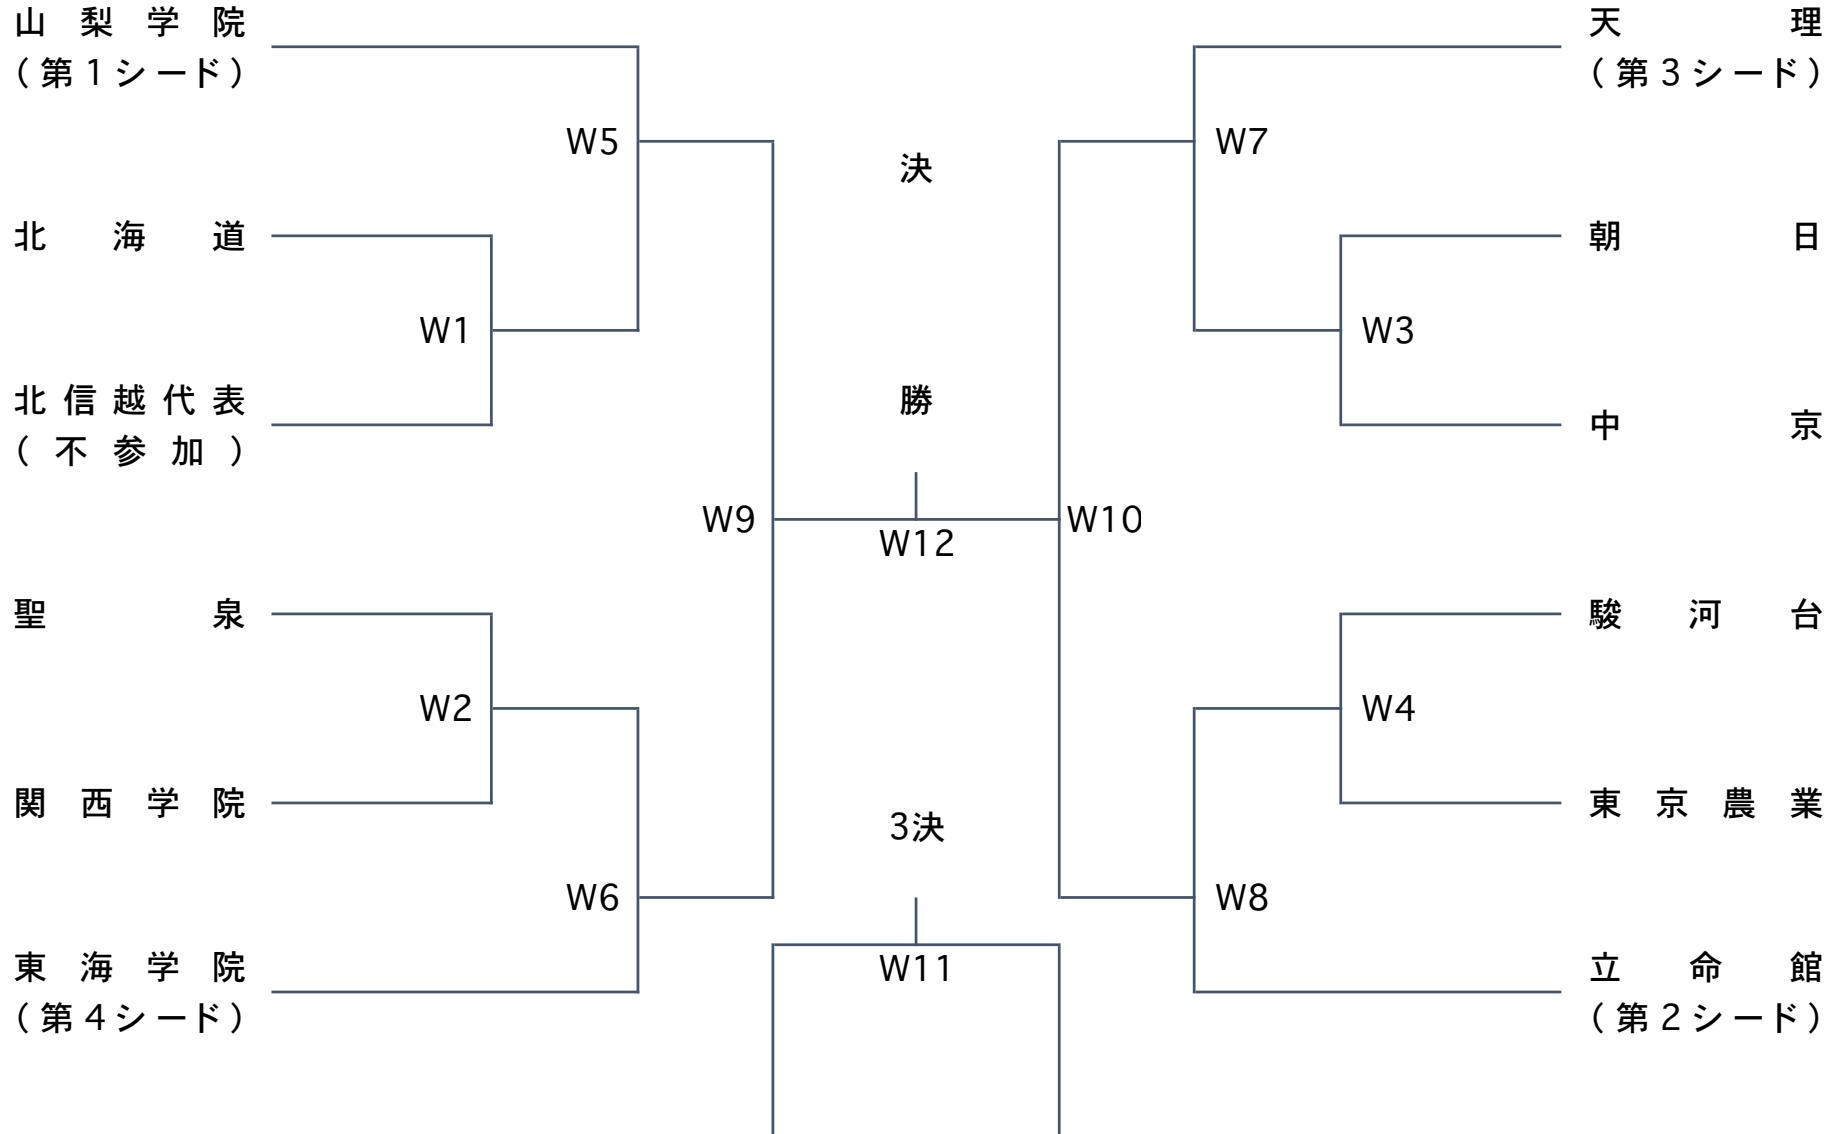 山梨学院
(第1シード)
W5
北海道
W1
北信越代表
(不参加)
W9
聖泉
W2
関西学院
W6
東海学院
(第4シード)
決
勝
W12
3決
W11
天理
(第3シード)
W7
朝日
W3
中京
W10
駿河台
W4
東京農業
W8
立命館
(第2シード)